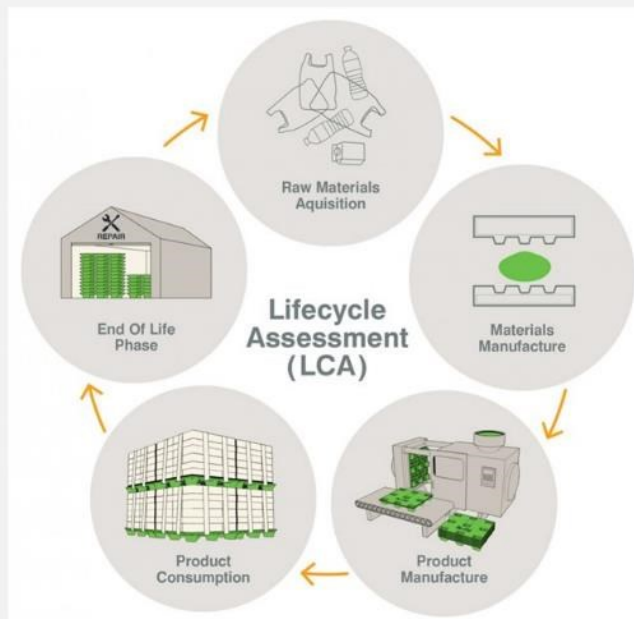 Raw Materials
Aquisition
REPAIR
End Of Life
Phase
Lifecycle
Assessment
(LCA)
Materials
Manufacture
Product
Consumption
Product
Manufacture